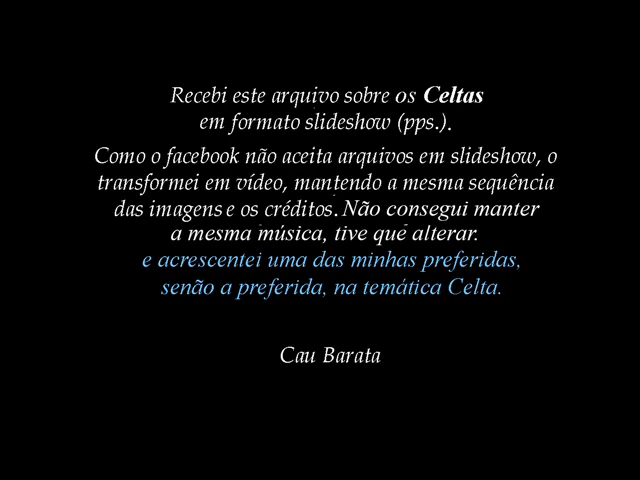 Recebi este arquivo sobre os Celtas
em formato slideshow (pps.).
Como o facebook não aceita arquivos em slideshow, o
transformei em vídeo, mantendo a mesma sequência
das imagens e os créditos. Não consegui manter
a mesma música, tive que alterar.
e acrescentei uma das minhas preferidas,
senão a preferida, na temática Celta.
Cau Barata